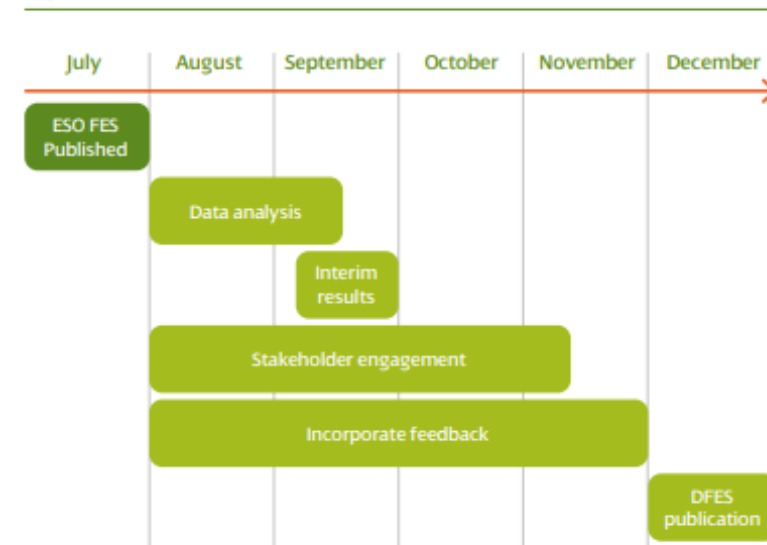 July August September October November December
ESO FES
Published
Data analysis
Interim
results
Stakeholder engagement
Incorporate feedback
DFES
publication